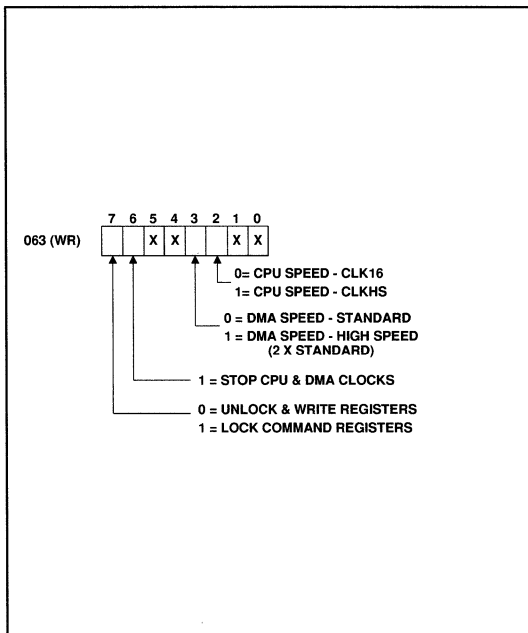 7 6 5 4 3 2 1 0
063 (WR) X X X X
0= CPU SPEED - CLK16
1= CPU SPEED - CLKHS
0 = DMA SPEED - STANDARD
1 = DMA SPEED - HIGH SPEED
(2 X STANDARD)
1 = STOP CPU & DMA CLOCKS
0 = UNLOCK & WRITE REGISTERS
1 = LOCK COMMAND REGISTERS